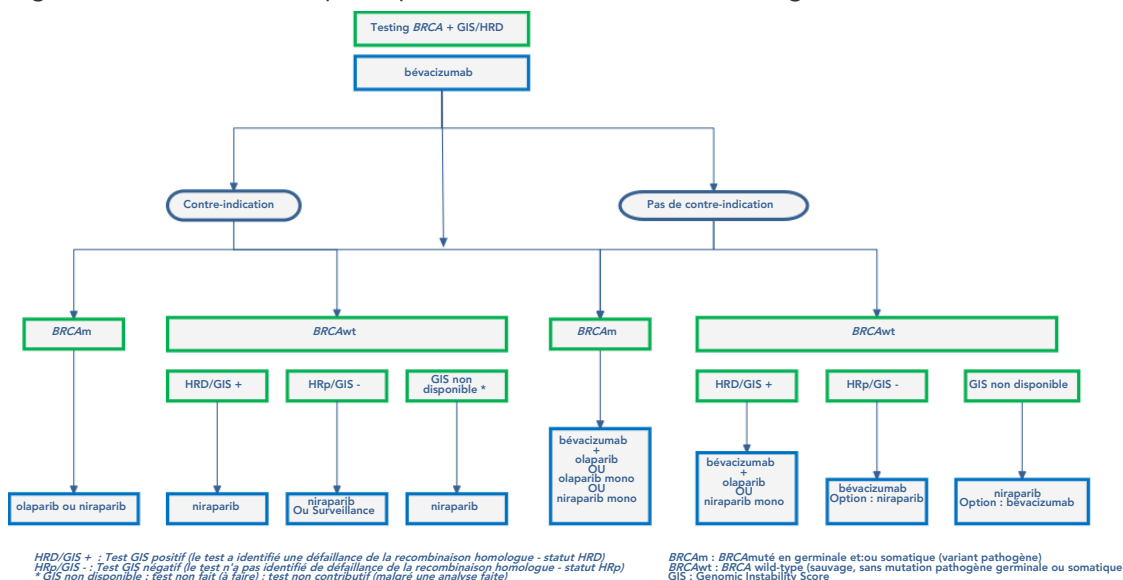 Testing BRCA + GIS/HRD
bévacizumab
Contre-indication
Pas de contre-indication
BRCAm
BRCAwt
BRCAm
BRCAwt
HRD/GIS +
HRp/GIS -
GIS non
disponible *
HRD/GIS +
HRp/GIS -
GIS non disponible
olaparib ou niraparib
niraparib
niraparib
Ou Surveillance
niraparib
bévacizumab
+
olaparib
OU
olaparib mono
OU
niraparib mono
bévacizumab
+
olaparib
OU
niraparib mono
bévacizumab
Option : niraparib
niraparib
Option : bévacizumab
HRD/GIS + : Test GIS positif (le test a identifié une défaillance de la recombinaison homologue - statut HRD)
HRp/GIS - : Test GIS négatif (le test n'a pas identifié de défaillance de la recombinaison homologue - statut HRp)
* GIS non disponible : test non fait (à faire) ; test non contributif (malgré une analyse faite)
BRCAm : BRCAmuté en germinale et:ou somatique (variant pathogène)
BRCAwt : BRCA wild-type (sauvage, sans mutation pathogène germinale ou somatique
GIS : Genomic Instability Score